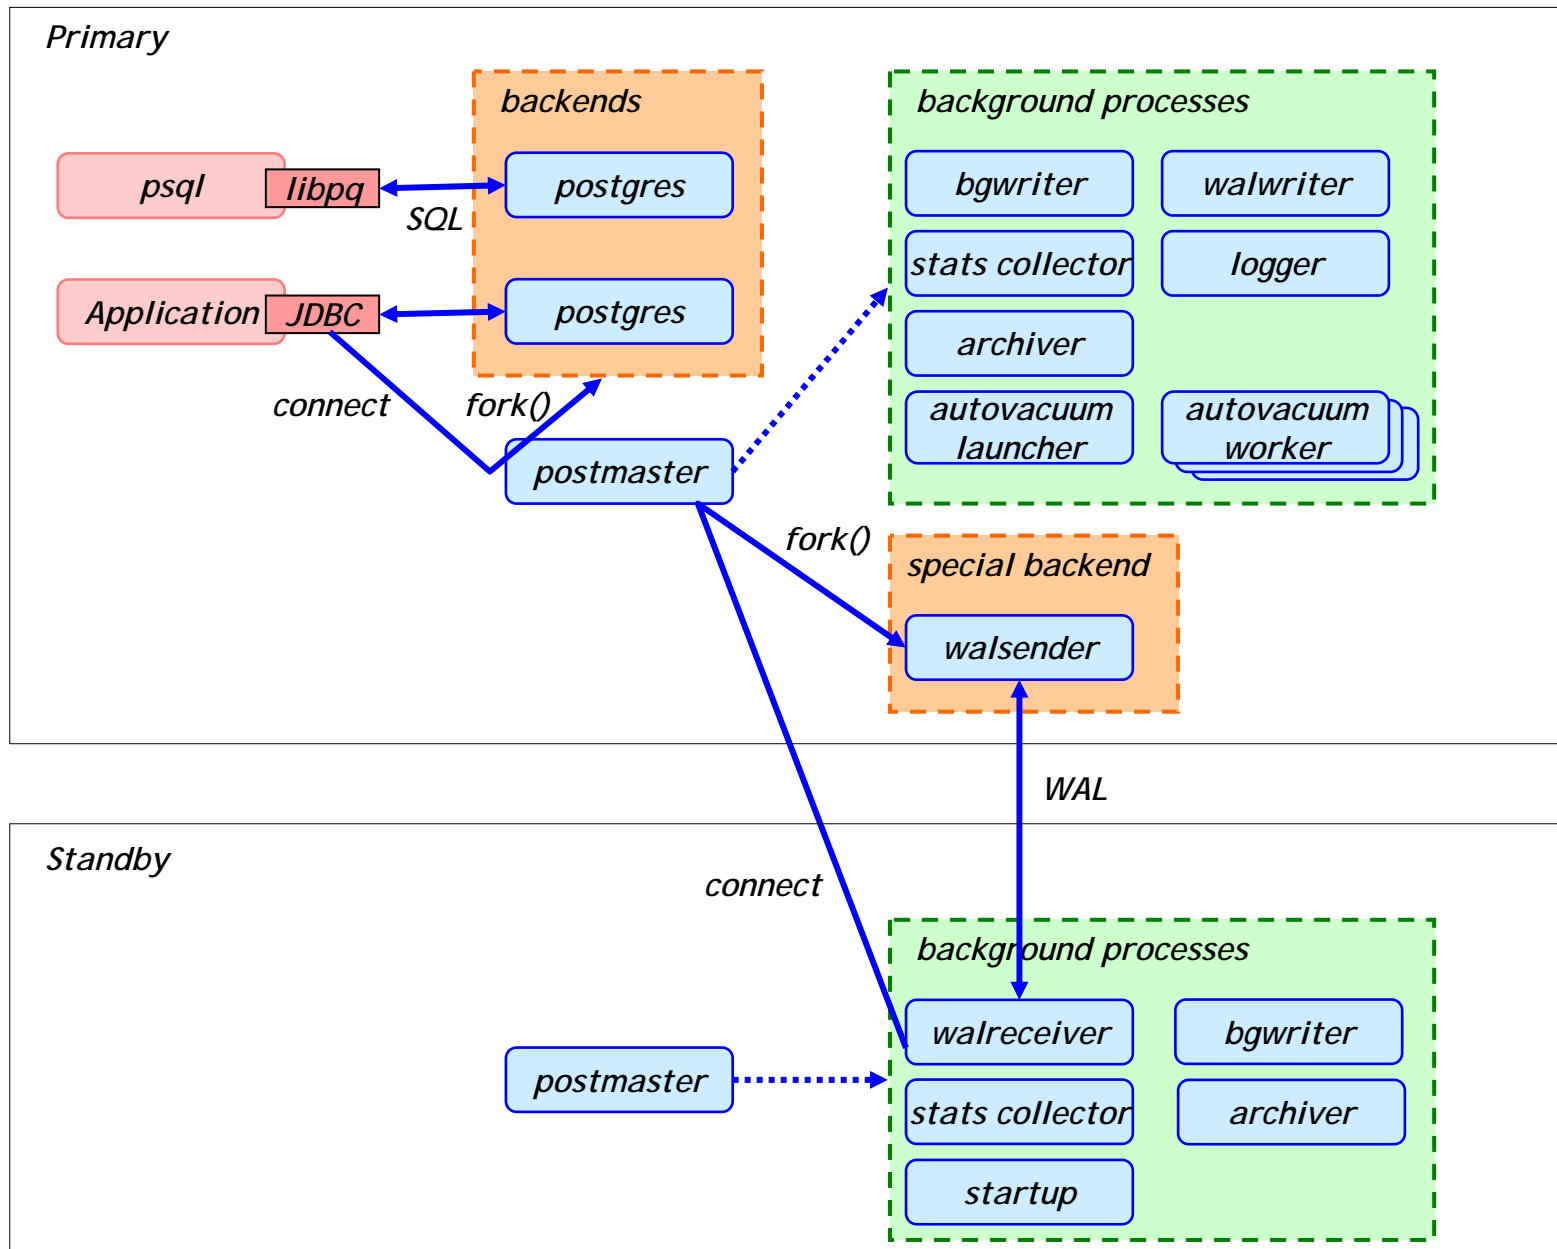 Primary
backends
background processes
psql
libpq
SQL
postgres
bgwriter
walwriter
stats collector
logger
Application
JDBC
postgres
archiver
connect
fork()
autovacuum
launcher
autovacuum
worker
postmaster
fork()
special backend
walsender
WAL
Standby
connect
background processes
walreceiver
bgwriter
postmaster
stats collector
archiver
startup